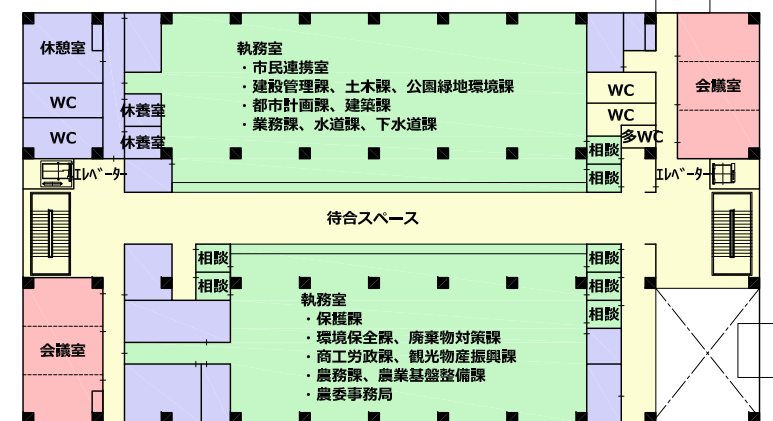 休憩室
執務室
・市民連携室
・建設管理課、土木課、公園緑地環境課
・都市計画課、建築課
・業務課、水道課、下水道課
会議室
WC
休養室
WC
休養室
WC
WC
多WC
相談
相談
エレベーター
エレベーター
待合スペース
相談
相談
相談
相談
相談
執務室
・保護課
・環境保全課、廃棄物対策課
・商工労政課、観光物産振興課
・農務課、農業基盤整備課
・農委事務局
会議室